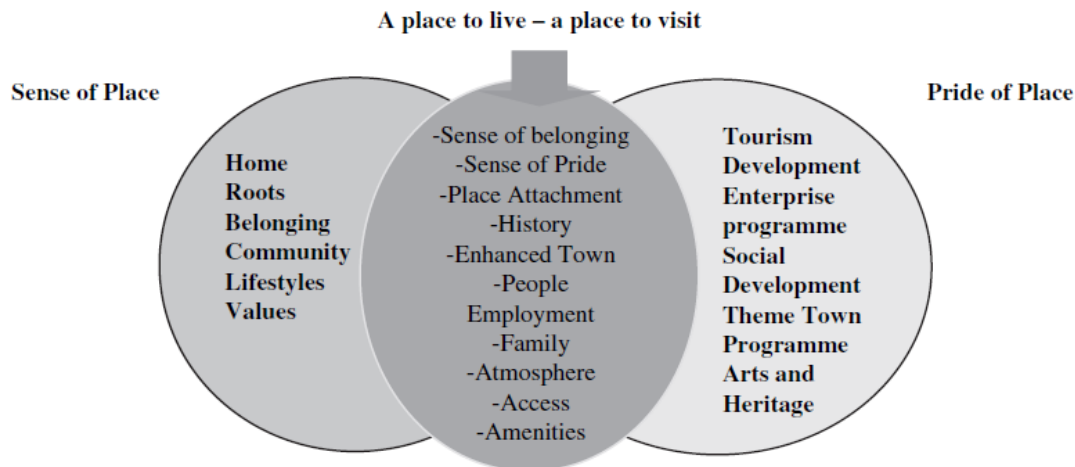 A place to live – a place to visit
Sense of Place
Pride of Place
Home
Roots
Belonging
Community
Lifestyles
Values
-Sense of belonging
-Sense of Pride
-Place Attachment
-History
-Enhanced Town
-People
Employment
-Family
-Atmosphere
-Access
-Amenities
Tourism
Development
Enterprise
programme
Social
Development
Theme Town
Programme
Arts and
Heritage